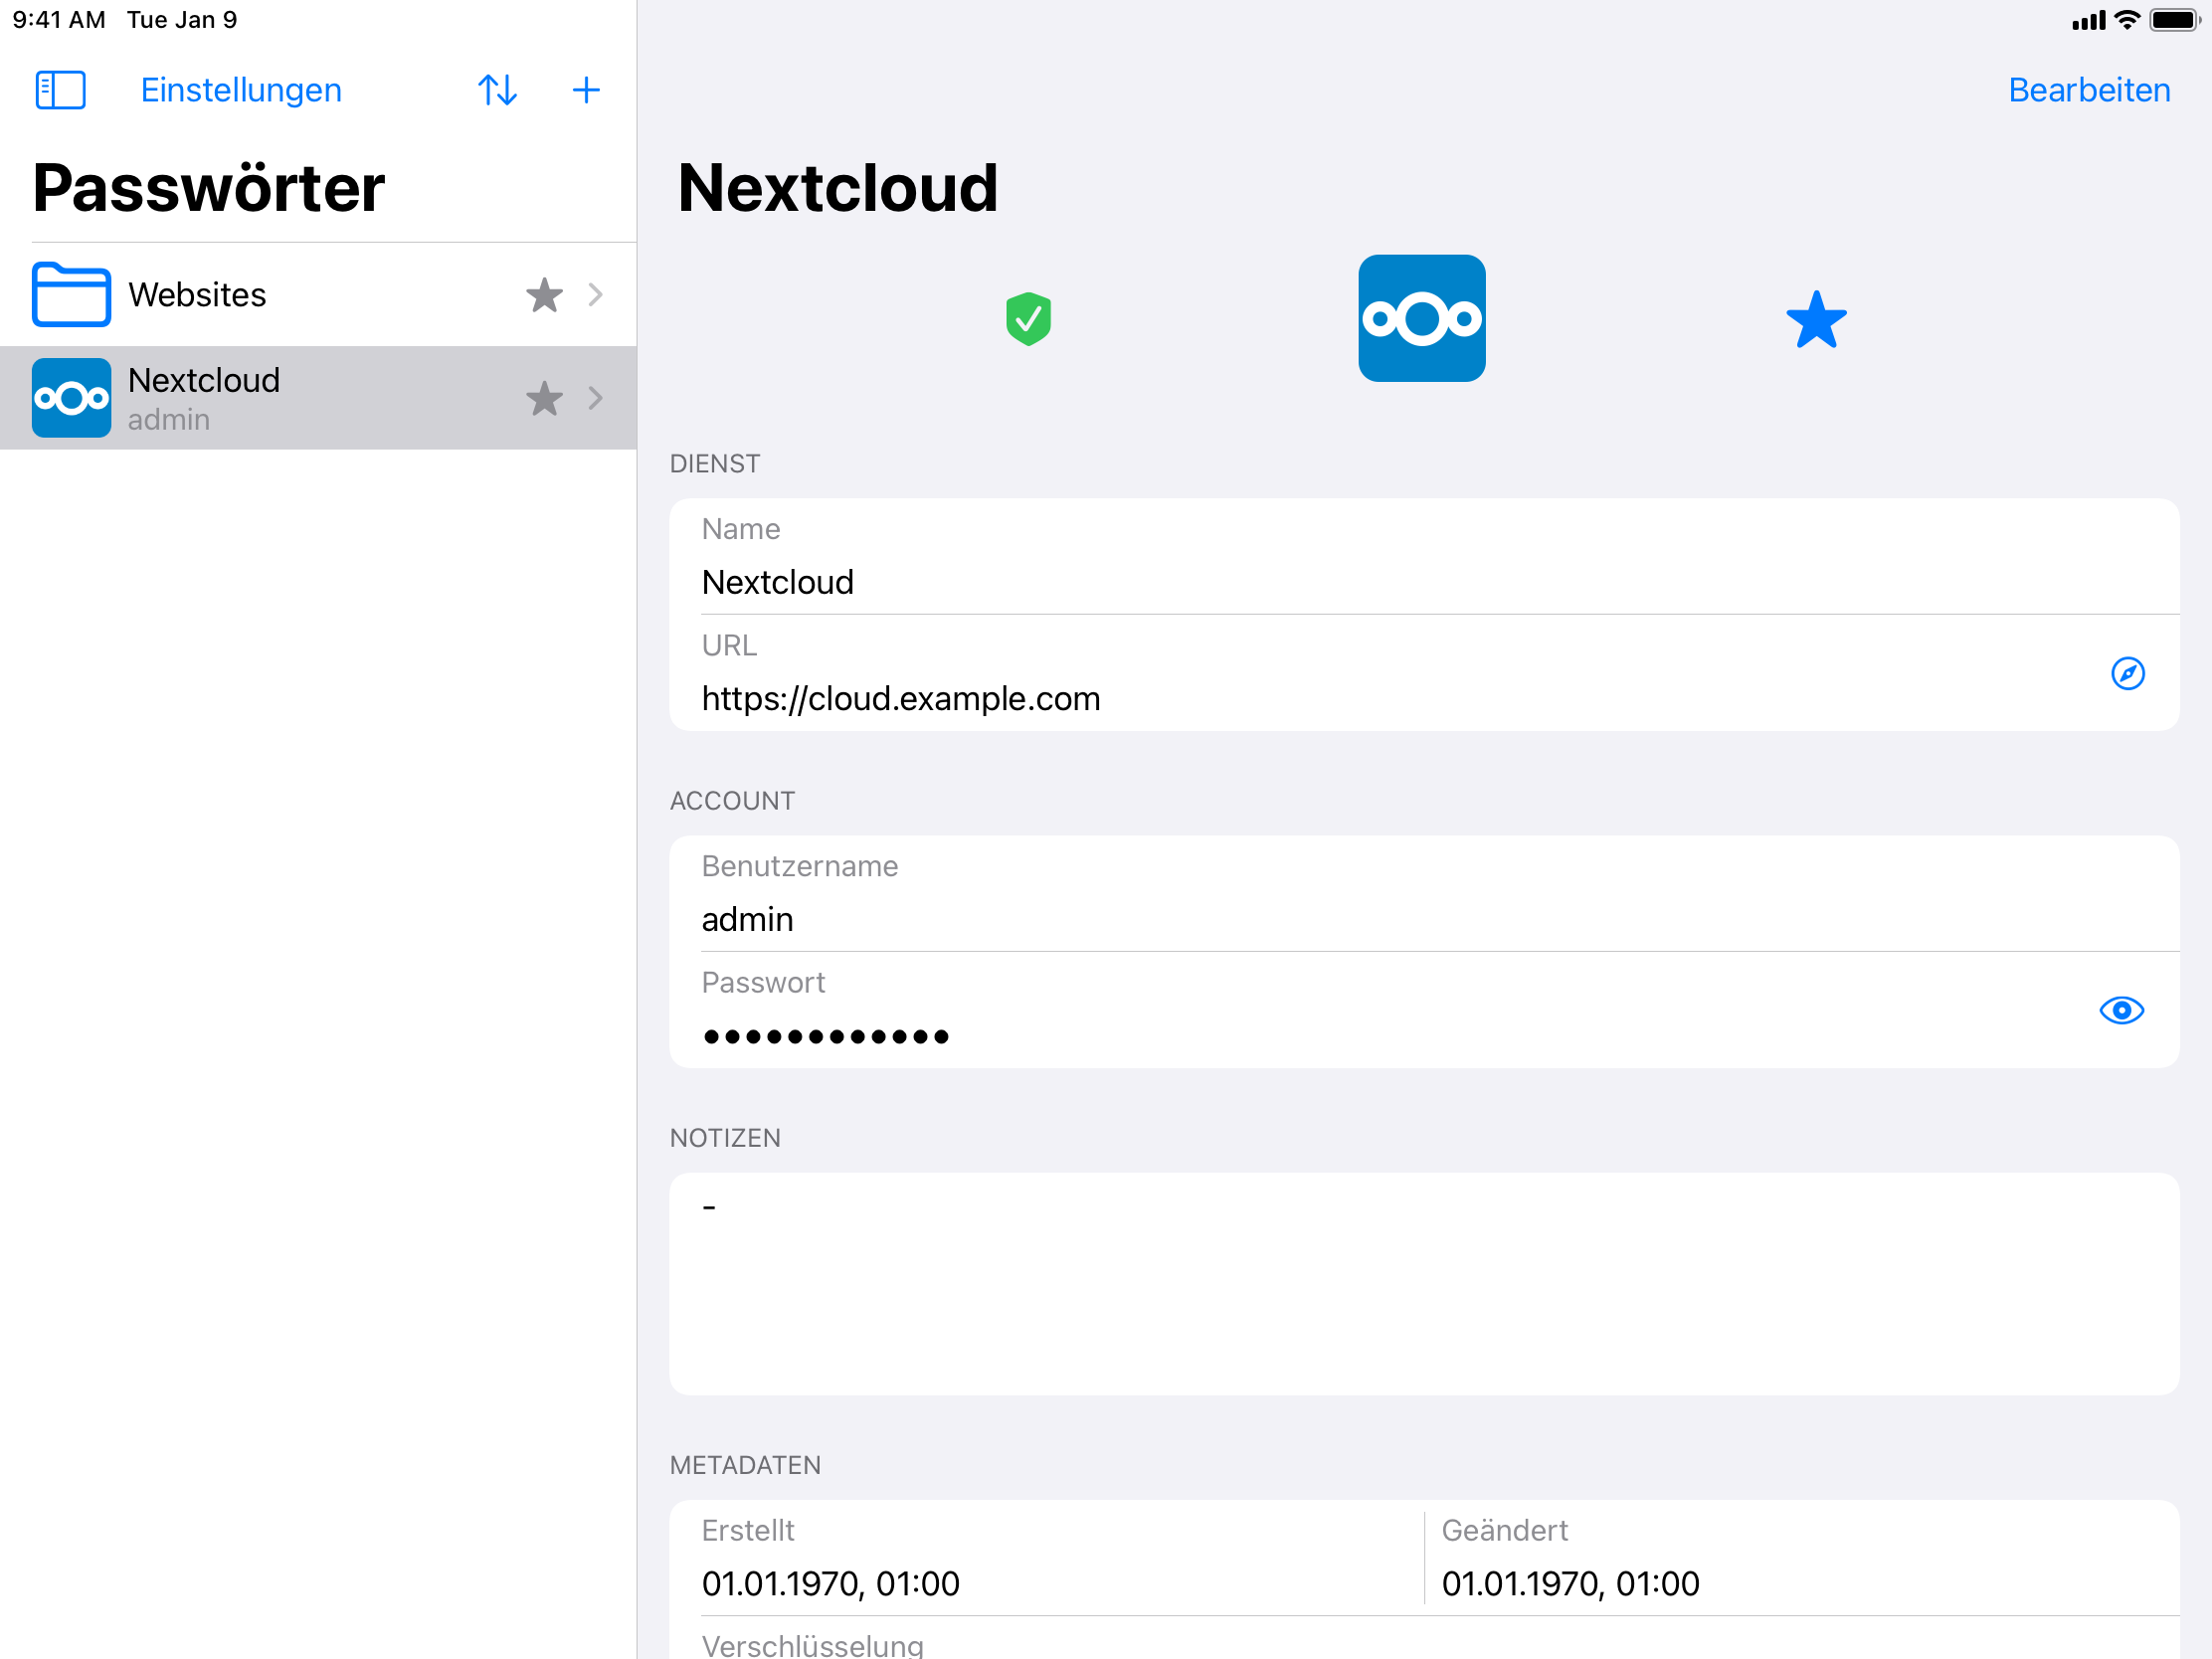 9:41 AM Tue Jan 9
Einstellungen
Passwörter
Websites
Nextcloud
admin
Bearbeiten
Nextcloud
DIENST
Name
Nextcloud
URL
https://cloud.example.com
ACCOUNT
Benutzername
admin
Passwort
●●●●●●●●●●●●
NOTIZEN
-
METADATEN
Erstellt
01.01.1970, 01:00
Geändert
01.01.1970, 01:00
Verschlüsselung